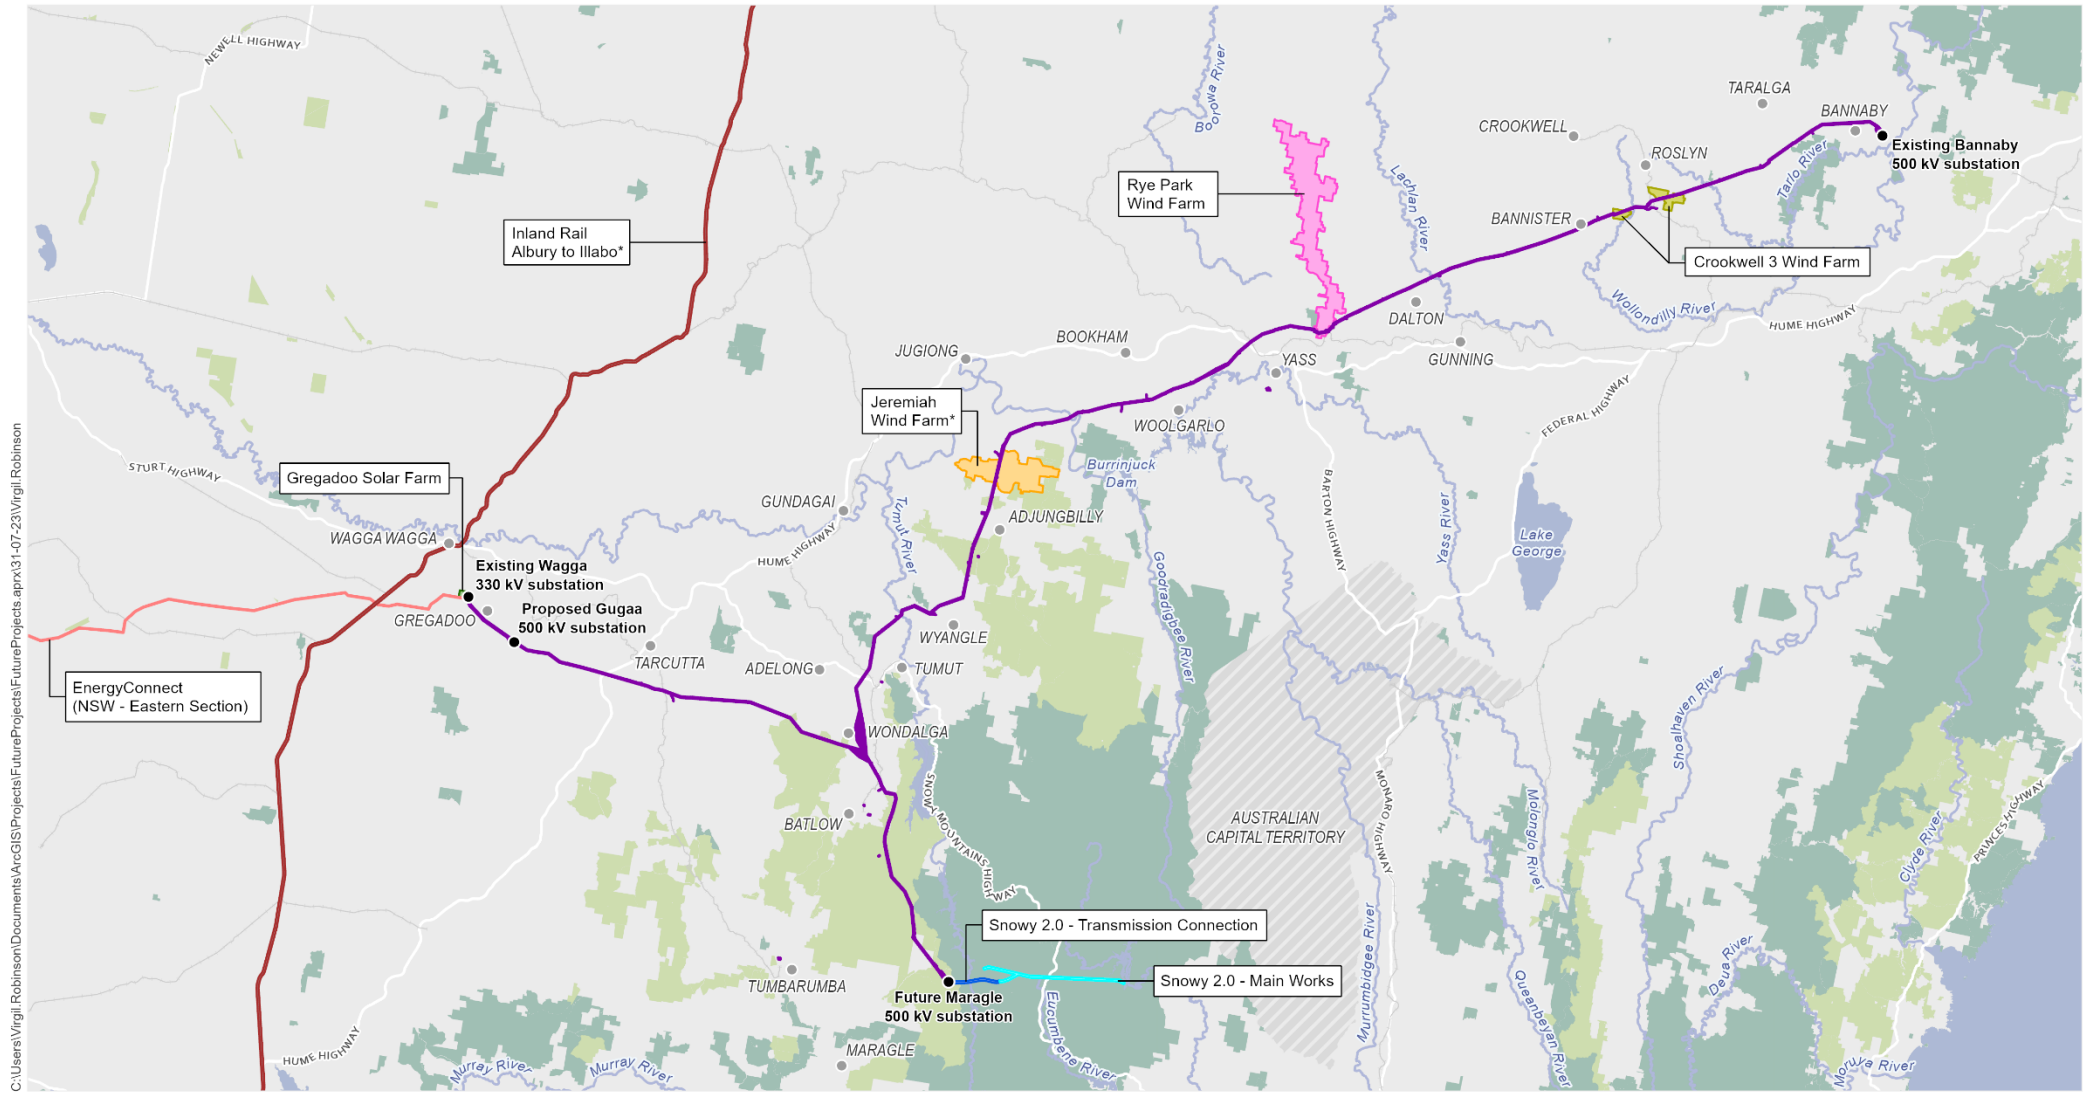 NEWELL HIGHWAY
Boorowa River
TARALGA
BANNABY
CROOKWELL
Existing Bannaby
500 kV substation
ROSLYN
Tarlo River
Rye Park
Wind Farm
Lachlan River
BANNISTER
Inland Rail
Albury to Illabo*
Crookwell 3 Wind Farm
Wollondilly River
HUME HIGHWAY
DALTON
BOOKHAM
JUGIONG
YASS
GUNNING
Jeremiah
Wind Farm*
WOOLGARLO
FEDERAL HIGHWAY
STURT HIGHWAY
Gregadoo Solar Farm
Burrinjuck
Dam
BARTON HIGHWAY
GUNDAGAI
Tumut River
ADJUNGBILLY
Yass River
Lake
George
WAGGA WAGGA
HUME HIGHWAY
Goodradigbee River
Existing Wagga
330 kV substation
Proposed Gugaa
500 kV substation
GREGADOO
WYANGLE
TARCUTTA
ADELONG
TUMUT
EnergyConnect
(NSW - Eastern Section)
Shoalhaven River
WONDALGA
SNOWY MOUNTAINS HIGHWAY
MONARO HIGHWAY
BATLOW
AUSTRALIAN
CAPITAL TERRITORY
Molonglo River
Clyde River
PRINCES HIGHWAY
Snowy 2.0 - Transmission Connection
Murrumbidgee River
Deua River
TUMBARUMBA
Snowy 2.0 - Main Works
Future Maragle
500 kV substation
Eucumbene River
Queanbeyan River
HUME HIGHWAY
MARAGLE
Murray River
Murray River
Moruya River
C:\Users\Virgil.Robinson\Documents\ArcGIS\Projects\FutureProjects\FutureProjects.aprx\31-07-23\Virgil.Robinson